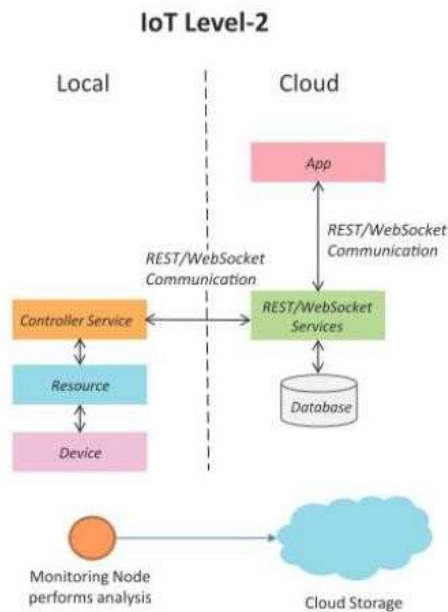 IoT Level-2
Local
Cloud
App
REST/WebSocket
Communication
REST/WebSocket
Communication
Controller Service
REST/WebSocket
Services
Resource
Database
Device
Monitoring Node
performs analysis
Cloud Storage